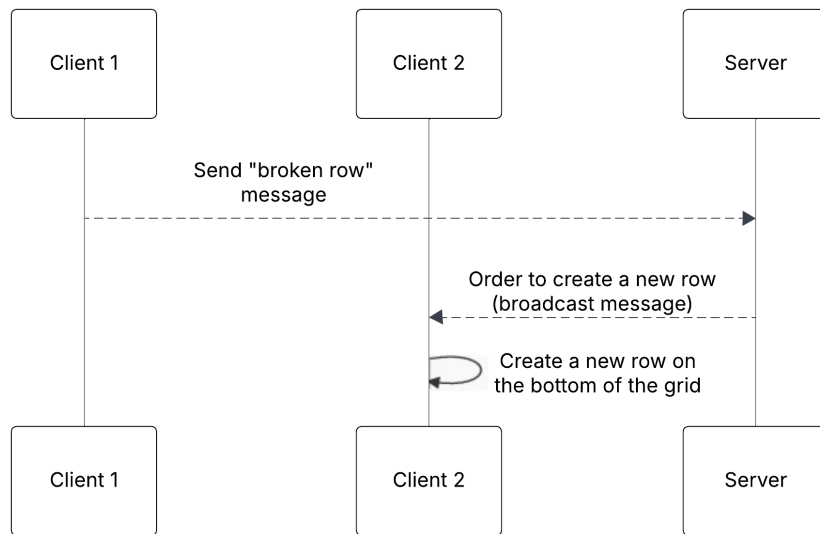 Client 1
Client 2
Server
Send "broken row"
message
Order to create a new row
(broadcast message)
Create a new row on
the bottom of the grid
Client 1
Client 2
Server